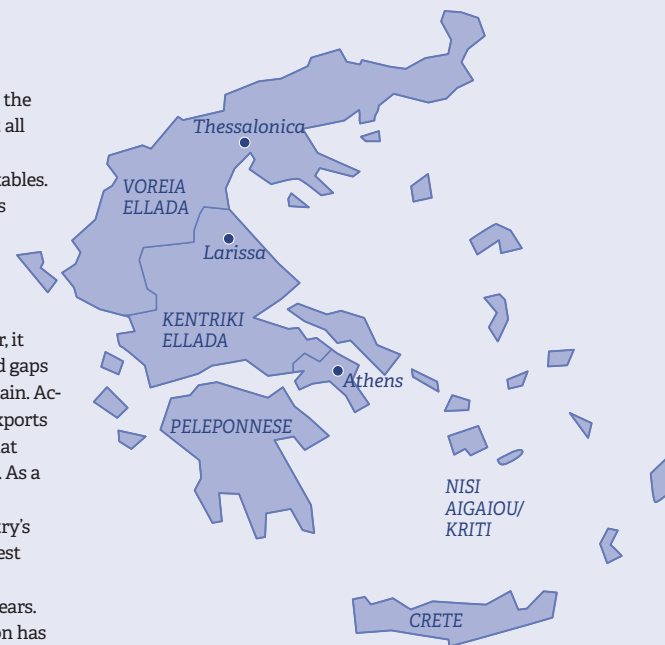 the
all
ables.
s
r, it
d gaps
ain. Ac-
xports
at
. As a
ry's
est
ears.
on has
Thessalonica
VOREIA
ELLADA
Larissa
KENTRIKI
ELLADA
Athens
PELEPONNESE
NISI
AIGAIOU/
KRITI
CRETE